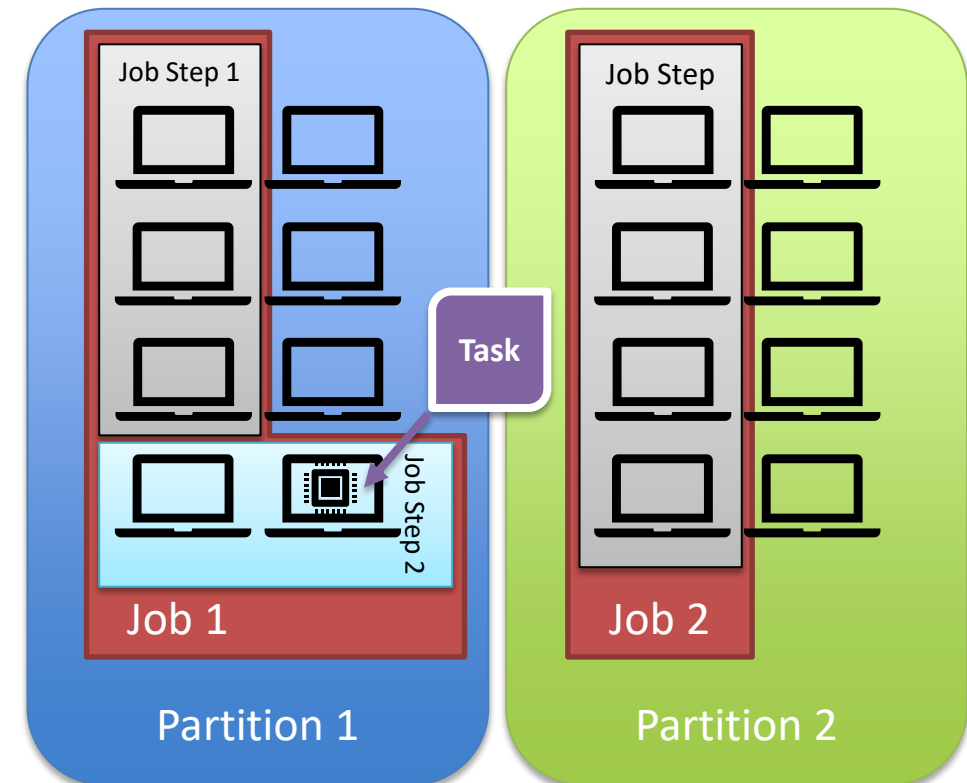 Job Step 1
Job Step 2
Job 1
Partition 1
Task
Job Step
Job 2
Partition 2